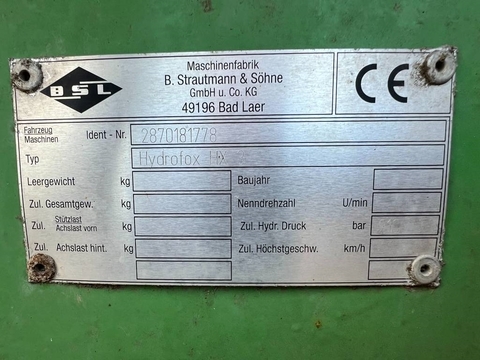 BSL
Maschinenfabrik
B. Strautmann & Söhne
GmbH u. Co. KG
49196 Bad Laer
CE
Fahrzeug
Maschinen Ident - Nr. 2870181778
Typ Hydrofox HX
Leergewicht kg Baujahr
Zul. Gesamtgew. kg Nenndrehzahl U/min
Zul. Stützlast kg Zul. Hydr. Druck bar
Achslast vorn
Zul. Achslast hint. kg Zul. Höchstgeschw. km/h